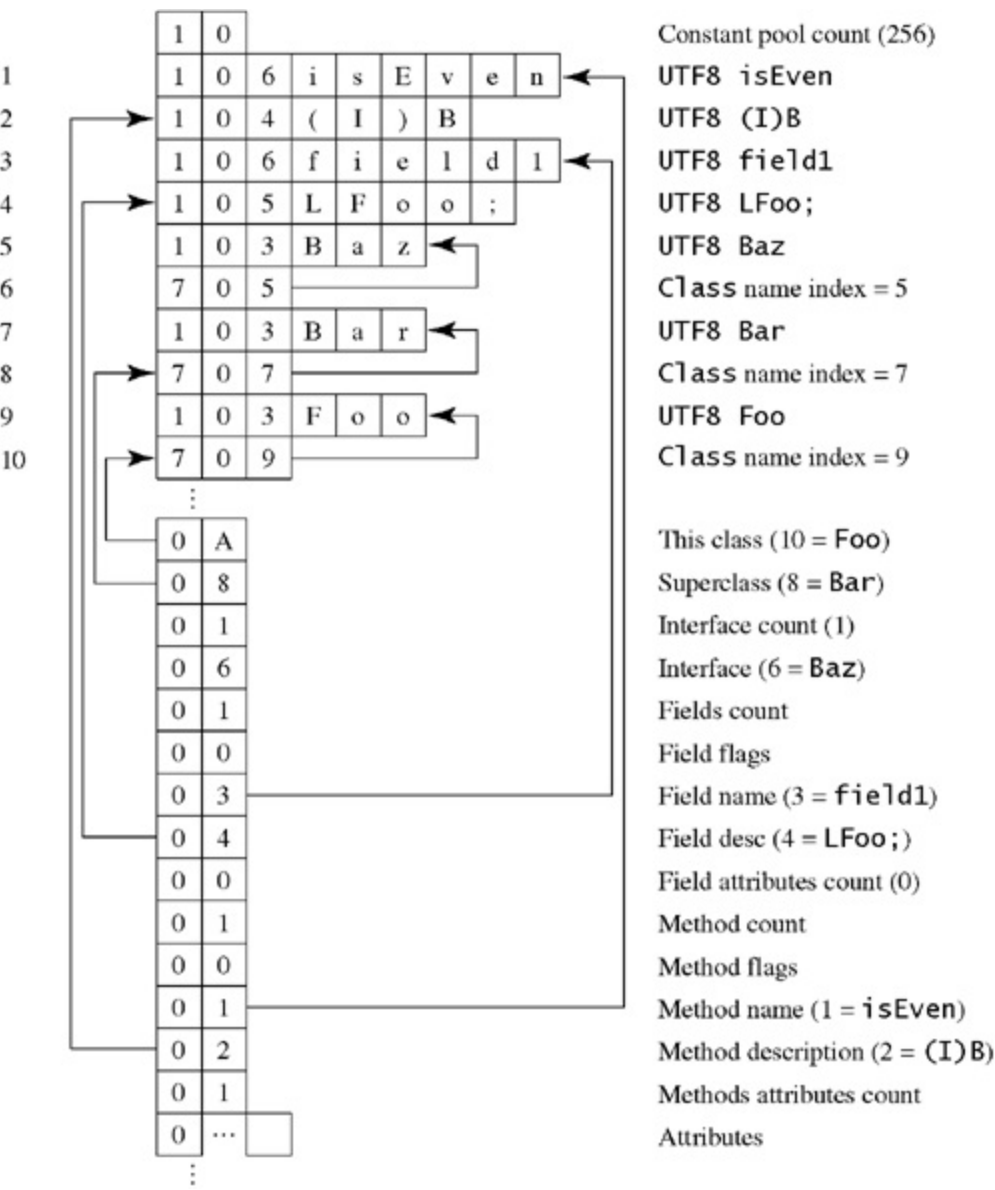 1 0 Constant pool count (256)
1 1 0 6 i s E v e n UTF8 isEven
2 1 0 4 ( I ) B UTF8 (I)B
3 1 0 6 f i e l d 1 UTF8 field1
4 1 0 5 L F o o ; UTF8 LFoo;
5 1 0 3 B a z UTF8 Baz
6 7 0 5 Class name index = 5
7 1 0 3 B a r UTF8 Bar
8 7 0 7 Class name index = 7
9 1 0 3 F o o UTF8 Foo
10 7 0 9 Class name index = 9
⋮
0 A This class (10 = Foo)
0 8 Superclass (8 = Bar)
0 1 Interface count (1)
0 6 Interface (6 = Baz)
0 1 Fields count
0 0 Field flags
0 3 Field name (3 = field1)
0 4 Field desc (4 = LFoo;)
0 0 Field attributes count (0)
0 1 Method count
0 0 Method flags
0 1 Method name (1 = isEven)
0 2 Method description (2 = (I)B)
0 1 Methods attributes count
0 ... Attributes
⋮